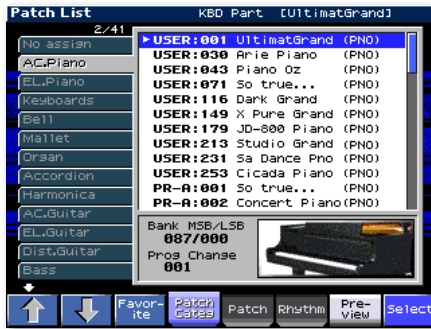 Patch List KBD Part [UltimatGrand]
2/41
No assign
AC.Piano
EL.Piano
Keyboards
Bell
Mallet
Organ
Accordion
Harmonica
AC.Guitar
EL.Guitar
Dist.Guitar
Bass
USER:001 UltimatGrand (PNO)
USER:030 Arie Piano (PNO)
USER:043 Piano Oz (PNO)
USER:071 So true... (PNO)
USER:116 Dark Grand (PNO)
USER:149 X Pure Grand (PNO)
USER:179 JD-800 Piano (PNO)
USER:213 Studio Grand (PNO)
USER:231 Sa Dance Pno (PNO)
USER:253 Cicada Piano (PNO)
PR-A:001 So true... (PNO)
PR-A:002 Concert Piano(PNO)
Bank MSB/LSB
087/000
Prog Change
001
Favor-
ite
Patch
Categ
Patch
Rhythm
Pre-
view
Select